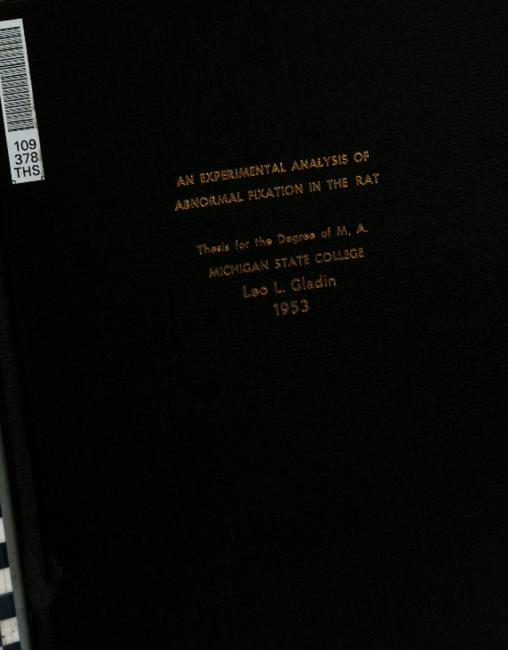 109
378
THS
AN EXPERIMENTAL ANALYSIS OF
ABNORMAL FIXATION IN THE RAT
Thesis for the Degree of M. A.
MICHIGAN STATE COLLEGE
Leo L. Gladin
1953